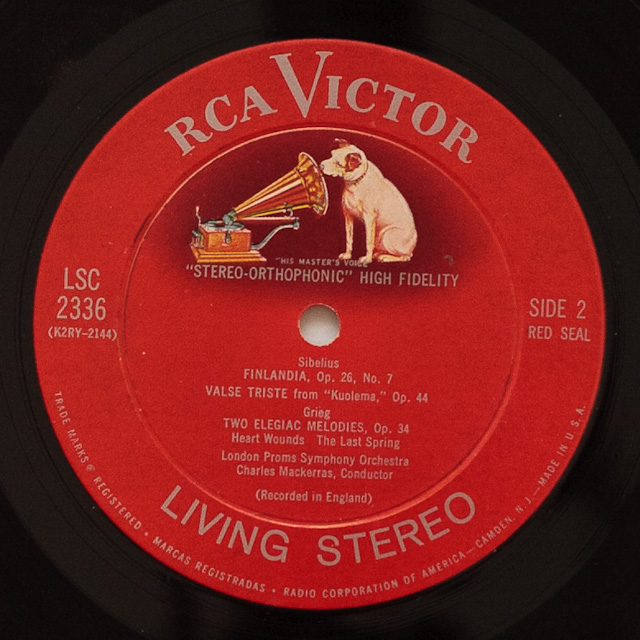 RCA VICTOR
"HIS MASTER'S VOICE"
"STEREO-ORTHOPHONIC" HIGH FIDELITY
LSC
2336
(K2RY-2144)
SIDE 2
RED SEAL
Sibelius
FINLANDIA, Op. 26, No. 7
VALSE TRISTE from "Kuolema," Op. 44
Grieg
TWO ELEGIAC MELODIES, Op. 34
Heart Wounds The Last Spring
London Proms Symphony Orchestra
Charles Mackerras, Conductor
(Recorded in England)
LIVING STEREO
TRADE MARKS ® REGISTERED • MARCAS REGISTRADAS • RADIO CORPORATION OF AMERICA—CAMDEN, N. J.—MADE IN U.S.A.